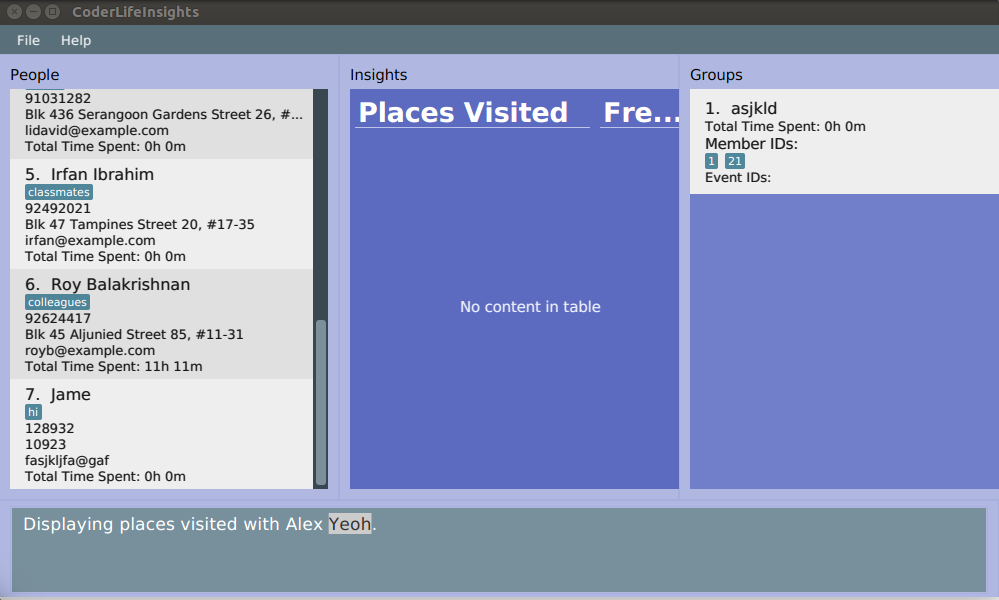 CoderLifeInsights
File Help
People
91031282
Blk 436 Serangoon Gardens Street 26, #...
lidavid@example.com
Total Time Spent: 0h 0m
5. Irfan Ibrahim
classmates
92492021
Blk 47 Tampines Street 20, #17-35
irfan@example.com
Total Time Spent: 0h 0m
6. Roy Balakrishnan
colleagues
92624417
Blk 45 Aljunied Street 85, #11-31
royb@example.com
Total Time Spent: 11h 11m
7. Jame
hi
128932
10923
fasjkljfa@gaf
Total Time Spent: 0h 0m
Insights
Places Visited Fre...
No content in table
Groups
1. asjkld
Total Time Spent: 0h 0m
Member IDs:
1 21
Event IDs:
Displaying places visited with Alex Yeoh.